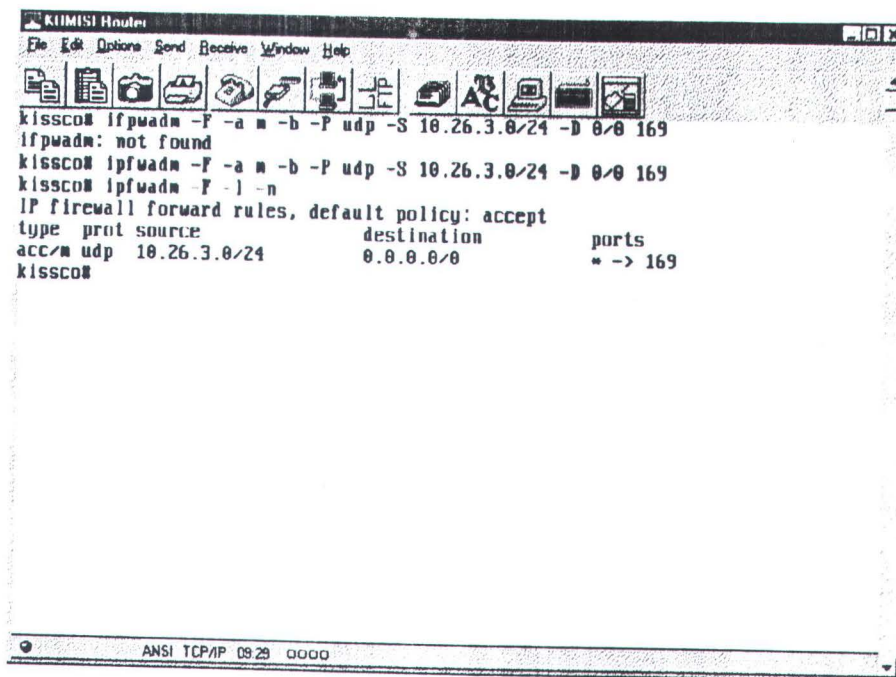 KUMISI Router
File Edit Options Send Receive Window Help
FTP
ABC
kissco# ifpwadm -F -a m -b -P udp -S 10.26.3.0/24 -D 0/0 169
ifpwadm: not found
kissco# ipfwadm -F -a m -b -P udp -S 10.26.3.0/24 -D 0/0 169
kissco# ipfwadm -F -l -n
IP firewall forward rules, default policy: accept
type prot source destination ports
acc/m udp 10.26.3.0/24 0.0.0.0/0 * -> 169
kissco#
ANSI TCP/IP 09:29